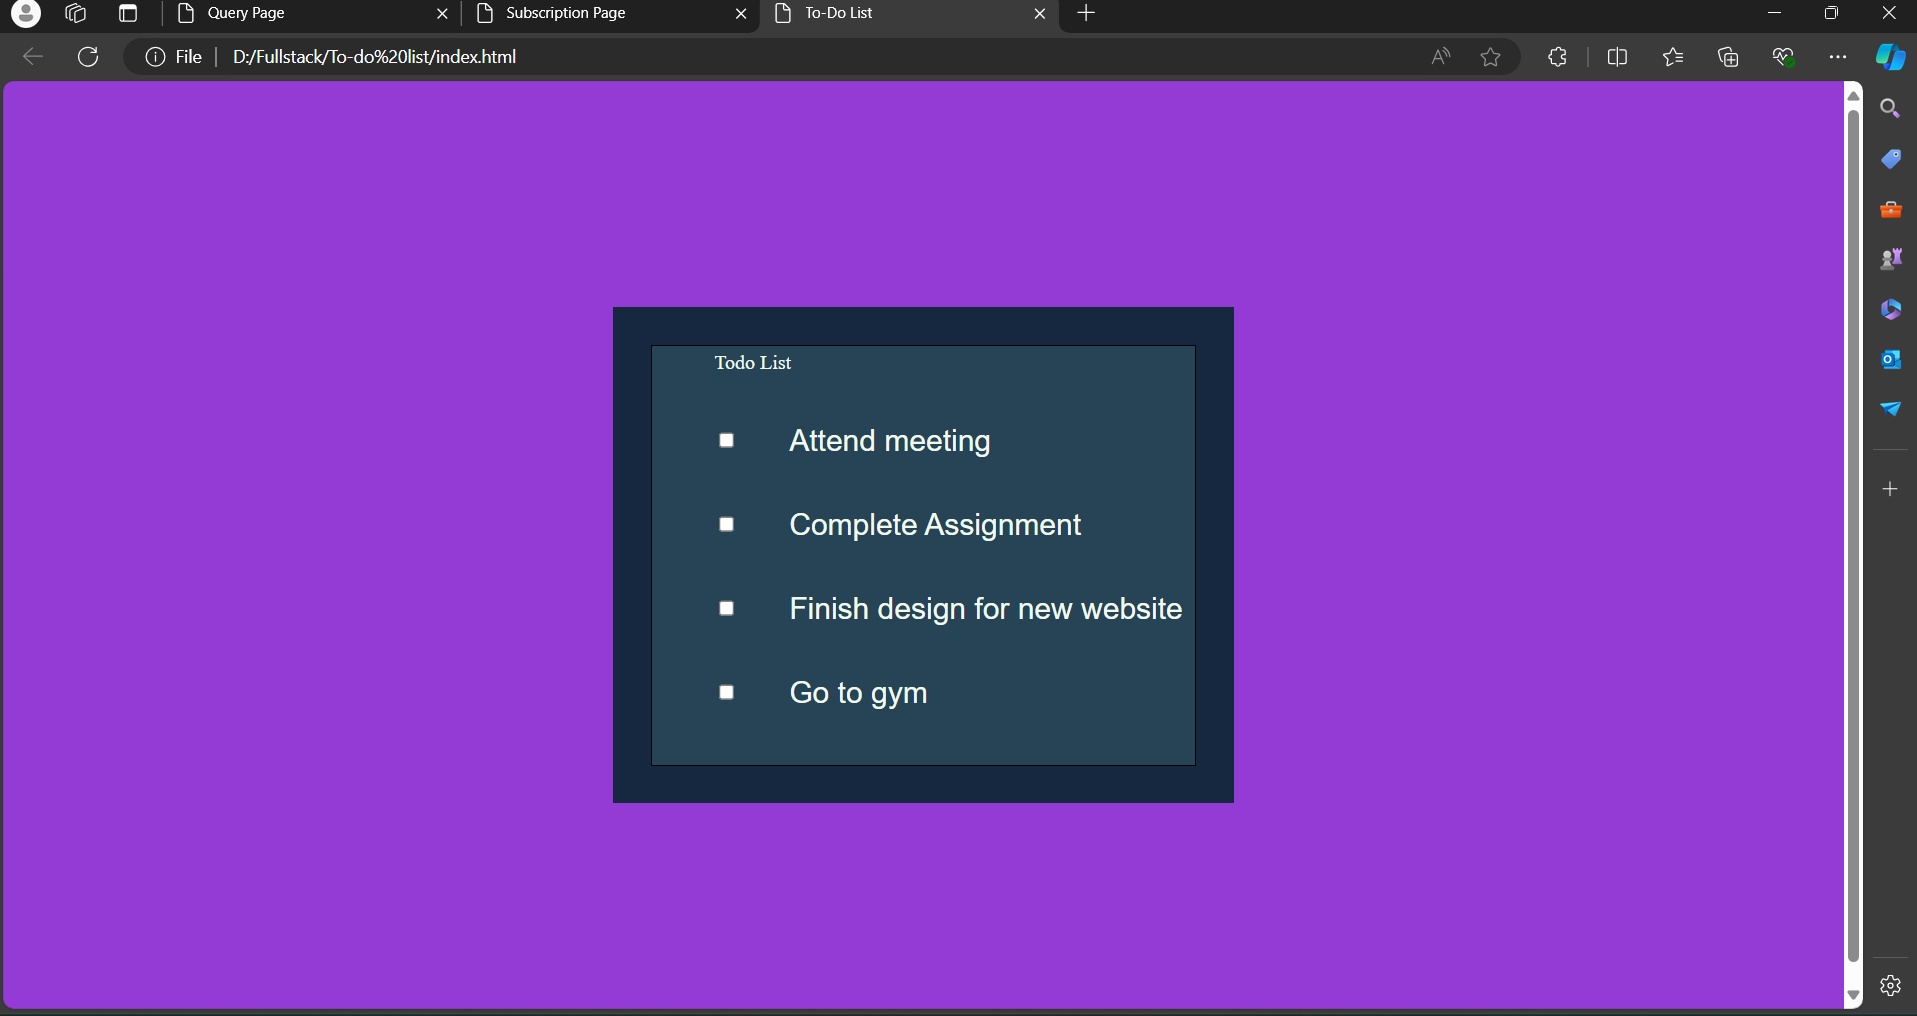 Query Page
Subscription Page
To-Do List
File
D:/Fullstack/To-do%20list/index.html
Todo List
Attend meeting
Complete Assignment
Finish design for new website
Go to gym